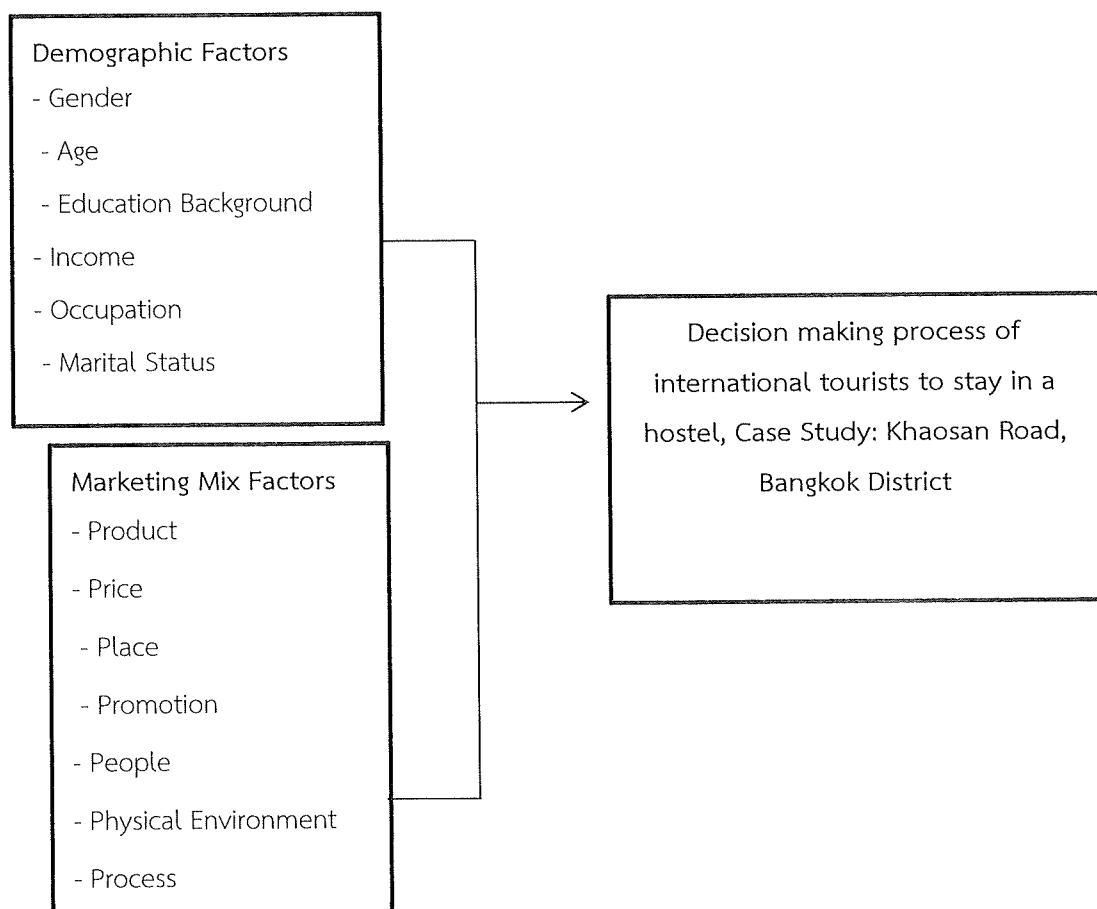 Demographic Factors
- Gender
- Age
- Education Background
- Income
- Occupation
- Marital Status
Marketing Mix Factors
- Product
- Price
- Place
- Promotion
- People
- Physical Environment
- Process
Decision making process of
international tourists to stay in a
hostel, Case Study: Khaosan Road,
Bangkok District